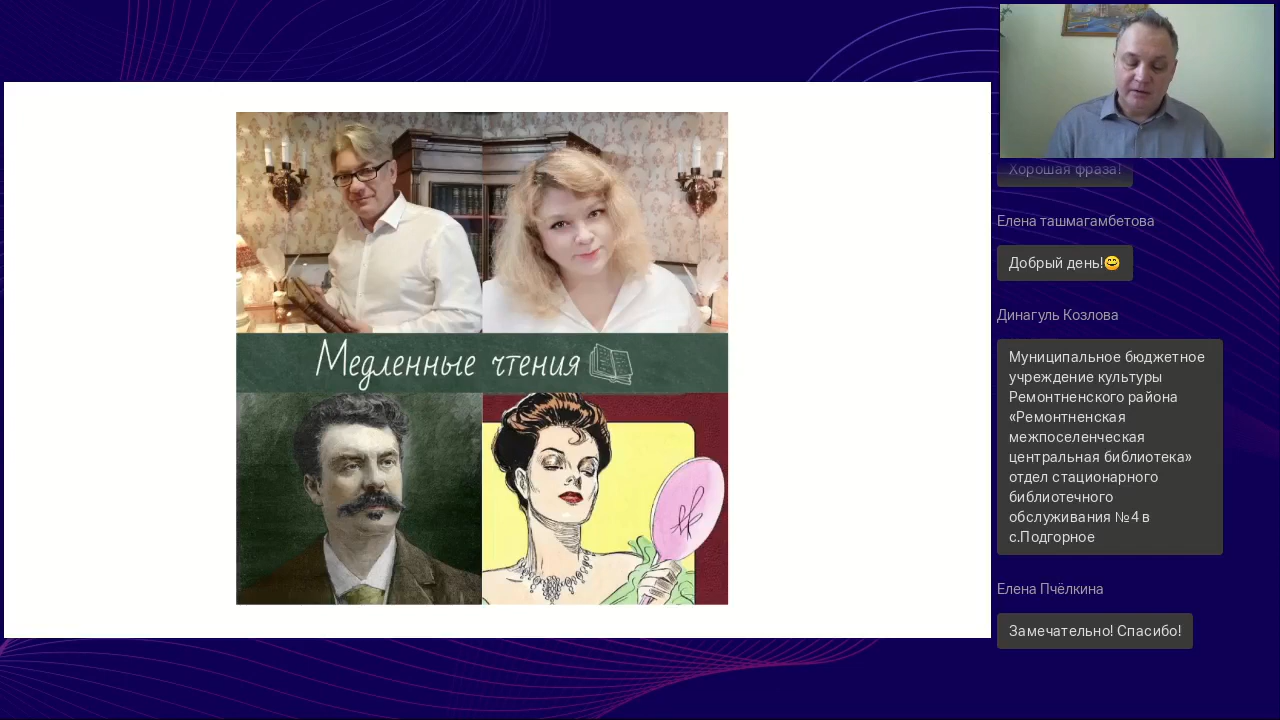 Медленные чтения
Хорошая фраза!
Елена ташмагамбетова
Добрый день!😄
Динагуль Козлова
Муниципальное бюджетное
учреждение культуры
Ремонтненского района
«Ремонтненская
межпоселенческая
центральная библиотека»
отдел стационарного
библиотечного
обслуживания №4 в
с.Подгорное
Елена Пчёлкина
Замечательно! Спасибо!